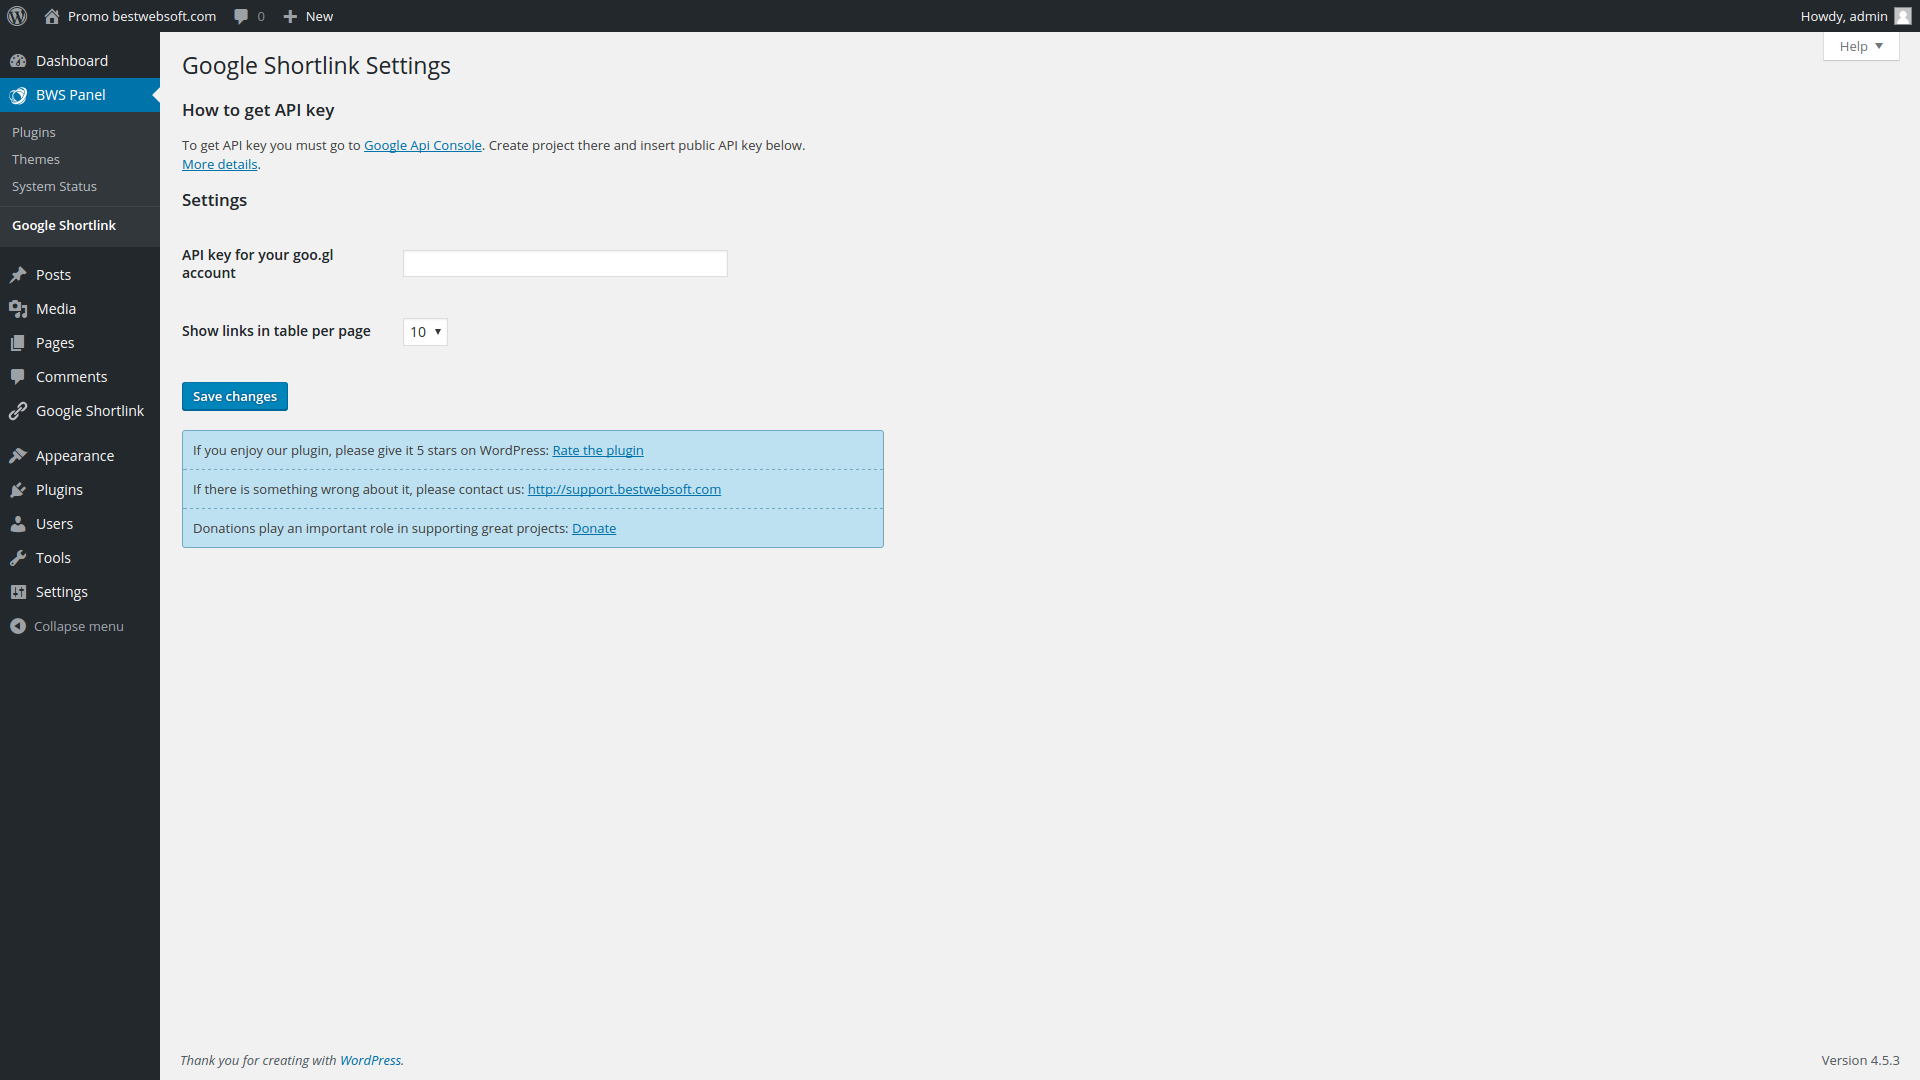 Promo bestwebsoft.com
0
New
Howdy, admin
Help
Dashboard
BWS Panel
Plugins
Themes
System Status
Google Shortlink
Posts
Media
Pages
Comments
Google Shortlink
Appearance
Plugins
Users
Tools
Settings
Collapse menu
Google Shortlink Settings
How to get API key
To get API key you must go to Google Api Console. Create project there and insert public API key below.
More details.
Settings
API key for your goo.gl
account
Show links in table per page
10
Save changes
If you enjoy our plugin, please give it 5 stars on WordPress: Rate the plugin
If there is something wrong about it, please contact us: http://support.bestwebsoft.com
Donations play an important role in supporting great projects: Donate
Thank you for creating with WordPress.
Version 4.5.3